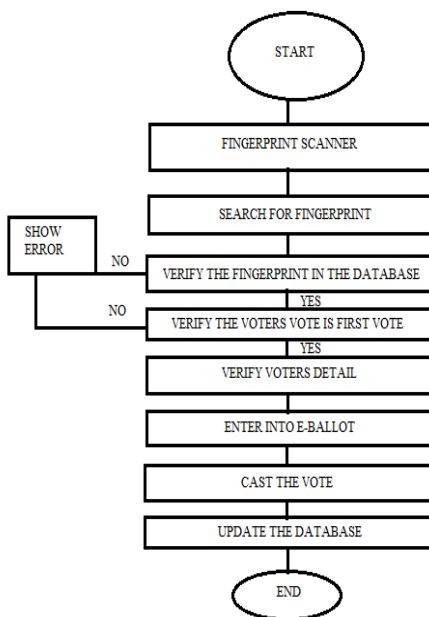 START
FINGERPRINT SCANNER
SEARCH FOR FINGERPRINT
SHOW
ERROR
NO
VERIFY THE FINGERPRINT IN THE DATABASE
YES
NO
VERIFY THE VOTERS VOTE IS FIRST VOTE
YES
VERIFY VOTERS DETAIL
ENTER INTO E-BALLOT
CAST THE VOTE
UPDATE THE DATABASE
END